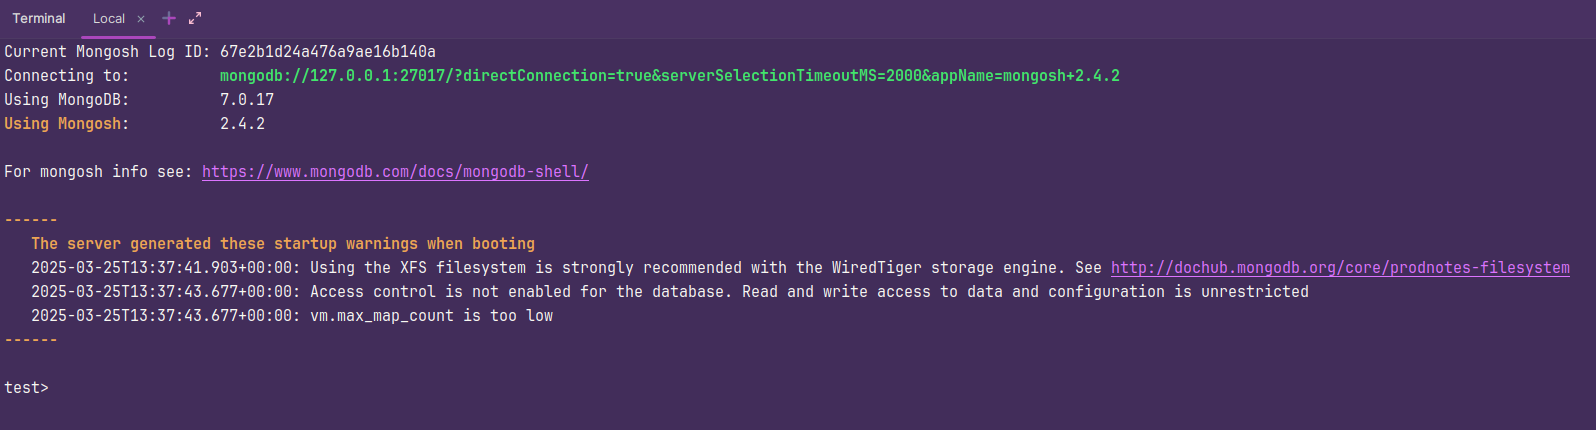 Terminal Local × +
Current Mongosh Log ID: 67e2b1d24a476a9ae16b140a
Connecting to: mongodb://127.0.0.1:27017/?directConnection=true&serverSelectionTimeoutMS=2000&appName=mongosh+2.4.2
Using MongoDB: 7.0.17
Using Mongosh: 2.4.2
For mongosh info see: https://www.mongodb.com/docs/mongodb-shell/
------
The server generated these startup warnings when booting
2025-03-25T13:37:41.903+00:00: Using the XFS filesystem is strongly recommended with the WiredTiger storage engine. See http://dochub.mongodb.org/core/prodnotes-filesystem
2025-03-25T13:37:43.677+00:00: Access control is not enabled for the database. Read and write access to data and configuration is unrestricted
2025-03-25T13:37:43.677+00:00: vm.max_map_count is too low
------
test>